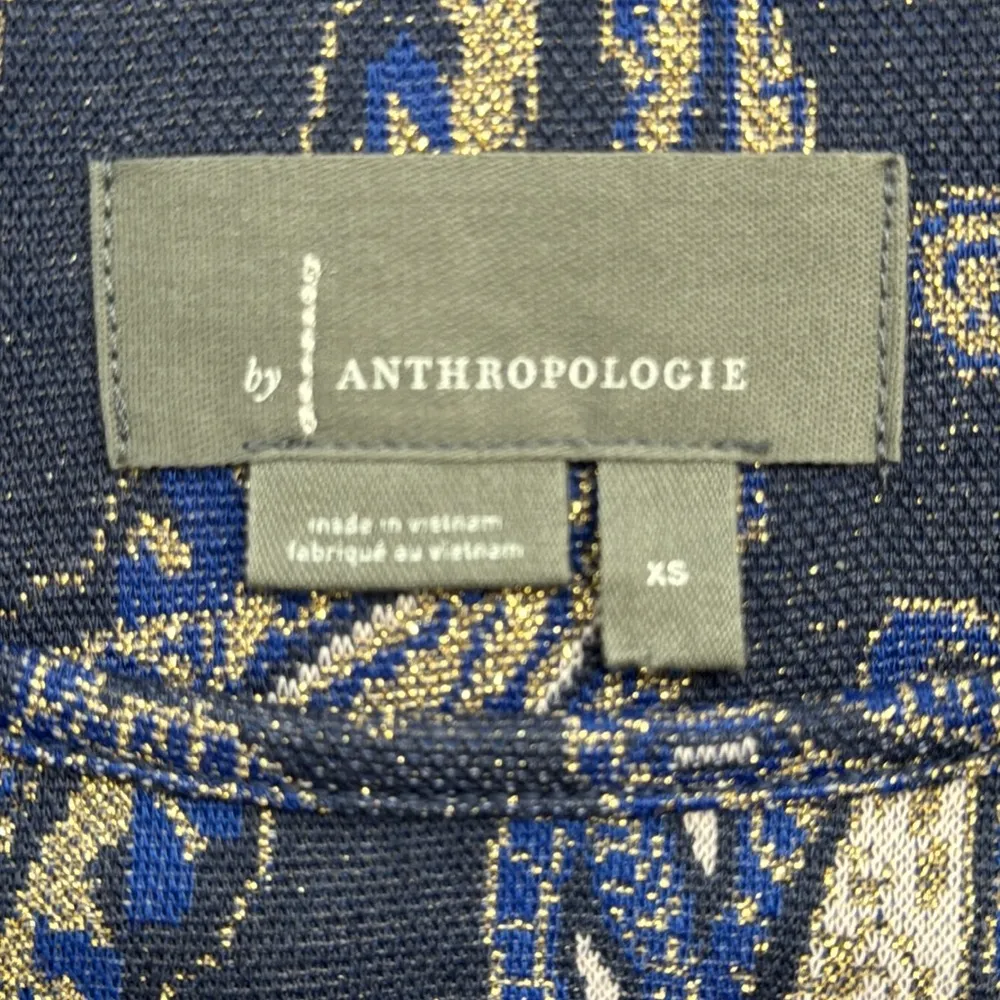 by ANTHROPOLOGIE
made in vietnam
fabriqué au vietnam
XS